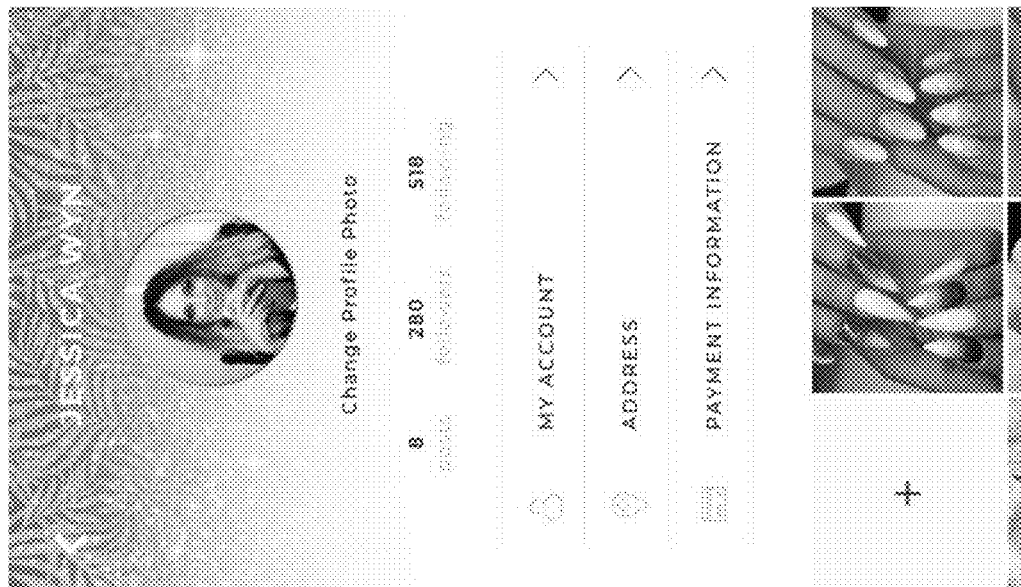 JESSICA WYN
Change Profile Photo
8 280 518
MY ACCOUNT
ADDRESS
PAYMENT INFORMATION
+